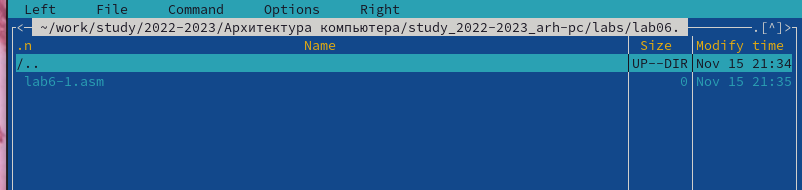 Left File Command Options Right
<— ~/work/study/2022-2023/Архитектура компьютера/study_2022-2023_arh-pc/labs/lab06. —.[^]>
.n Name Size Modify time
/.. UP--DIR Nov 15 21:34
lab6-1.asm 0 Nov 15 21:35